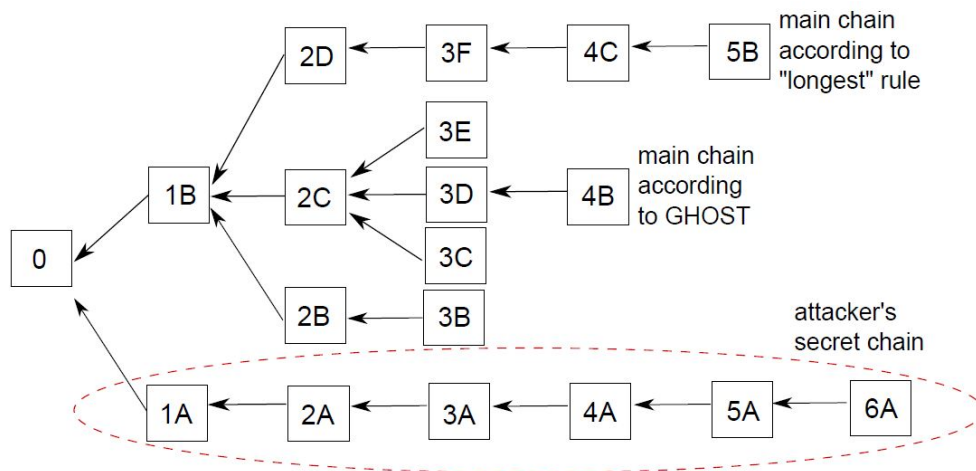 2D
3F
4C
5B
main chain
according to
"longest" rule
3E
1B
2C
3D
4B
main chain
according
to GHOST
0
3C
2B
3B
attacker's
secret chain
1A
2A
3A
4A
5A
6A